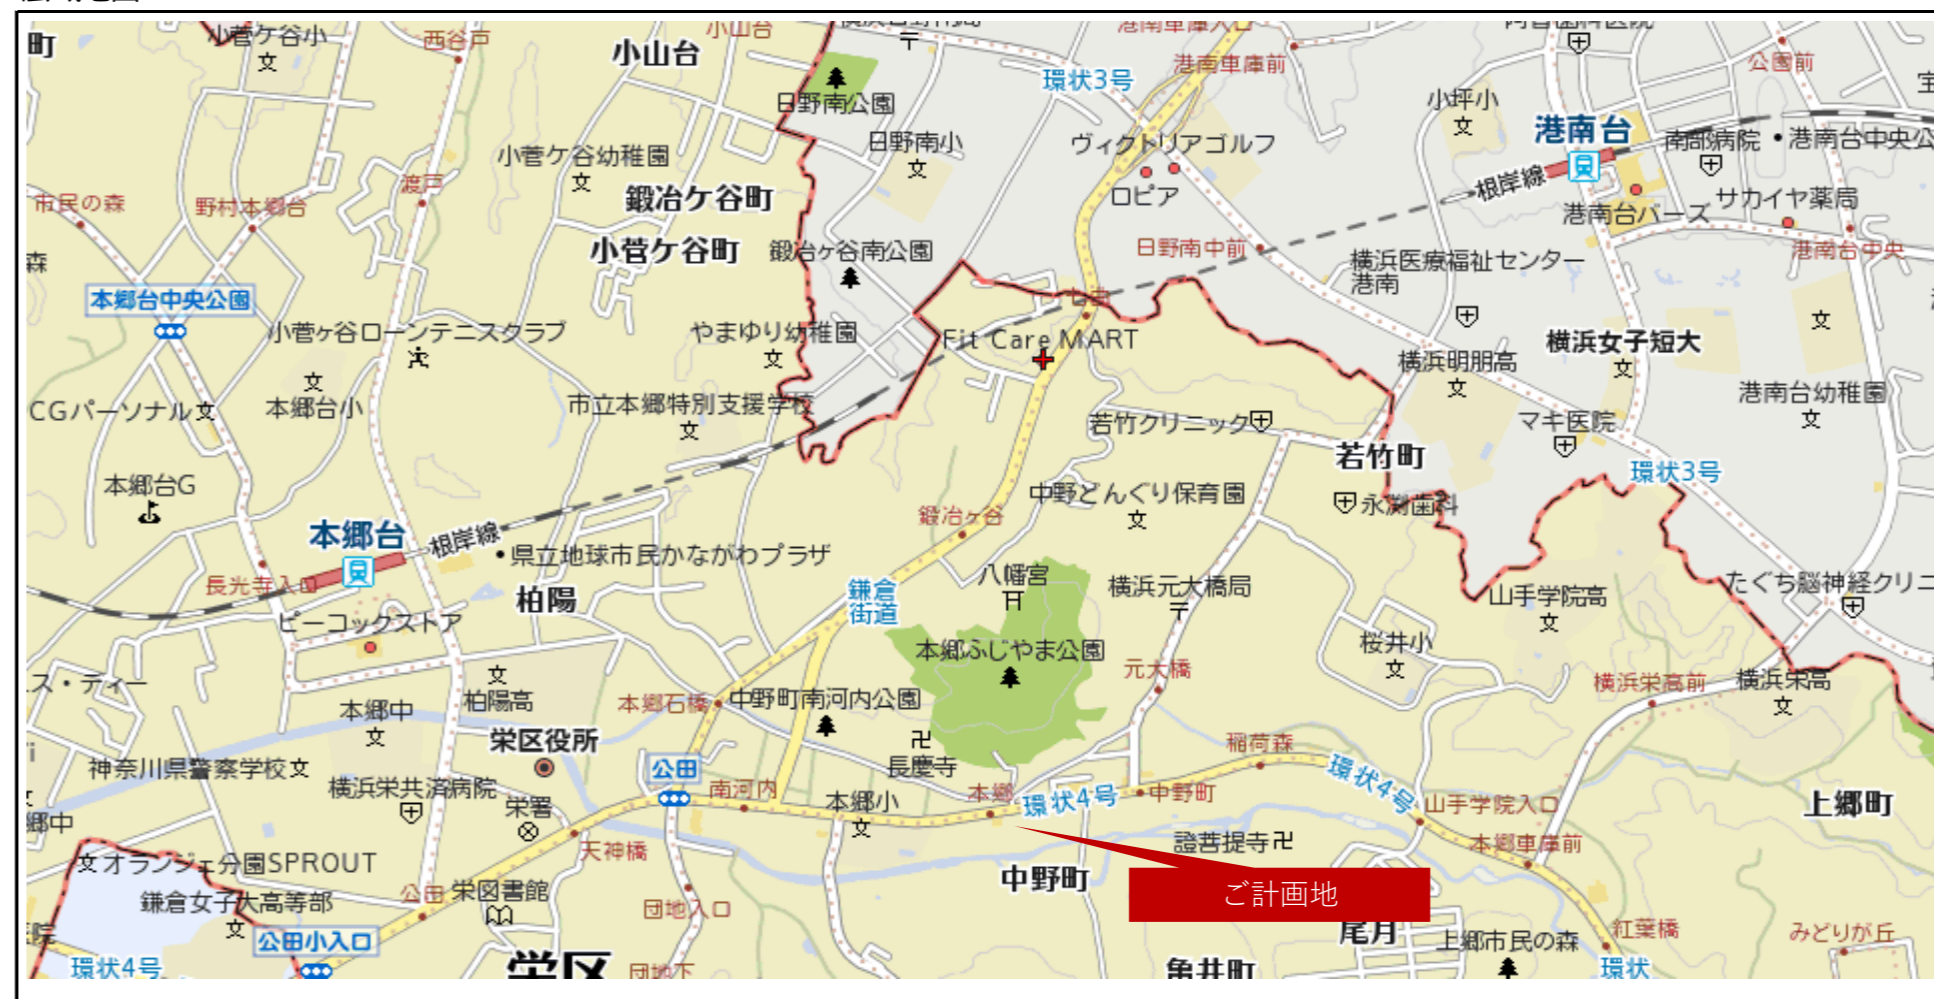 小菅ケ谷小
西谷戸
小山台
小山台
港南車庫前
環状3号
公園前
町
日野南公園
小坪小
港南台
日野南小
ヴィクトリアゴルフ
南部病院
港南台中央公
小菅ケ谷幼稚園
根岸線
渡戸
鍛冶ケ谷町
ロピア
サカイヤ薬局
市民の森
野村本郷台
港南台バーズ
小菅ケ谷町
鍛冶ヶ谷南公園
日野南中前
横浜医療福祉センター
港南
港南台中央
森
本郷台中央公園
七石
小菅ヶ谷ローンテニスクラブ
やまゆり幼稚園
Fit Care MART
横浜女子短大
横浜明朋高
CGパーソナル
本郷台小
市立本郷特別支援学校
港南台幼稚園
若竹クリニック
マキ医院
若竹町
環状3号
本郷台G
中野どんぐり保育園
永渕歯科
鍛冶ヶ谷
本郷台
根岸線
県立地球市民かながわプラザ
長光寺入口
柏陽
鎌倉
街道
八幡宮
横浜元大橋局
山手学院高
たぐち脳神経クリニ
ピーコックストア
本郷ふじやま公園
桜井小
元大橋
ス・ティー
柏陽高
本郷石橋
中野町南河内公園
横浜栄高前
横浜栄高
本郷中
栄区役所
稲荷森
神奈川県警察学校
公田
長慶寺
環状4号
横浜栄共済病院
栄署
南河内
本郷小
本郷
環状4号
中野町
山手学院入口
上郷町
郷中
天神橋
證菩提寺
本郷車庫前
オランジェ分園SPROUT
中野町
ご計画地
鎌倉女子大高等部
公田
栄図書館
団地入口
院
公田小入口
尾月
上郷市民の森
紅葉橋
みどりが丘
環状4号
栄区
団地下
亀井町
環状